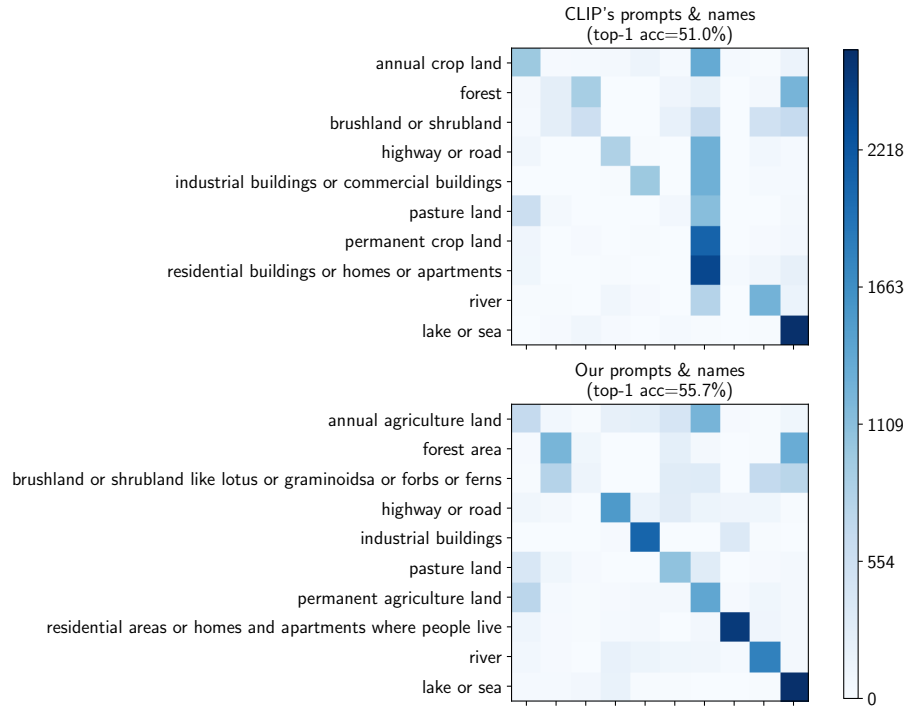 CLIP's prompts & names
(top-1 acc=51.0%)
annual crop land
forest
brushland or shrubland
highway or road
industrial buildings or commercial buildings
pasture land
permanent crop land
residential buildings or homes or apartments
river
lake or sea
Our prompts & names
(top-1 acc=55.7%)
annual agriculture land
forest area
brushland or shrubland like lotus or graminoidsa or forbs or ferns
highway or road
industrial buildings
pasture land
permanent agriculture land
residential areas or homes and apartments where people live
river
lake or sea
2218
1663
1109
554
0